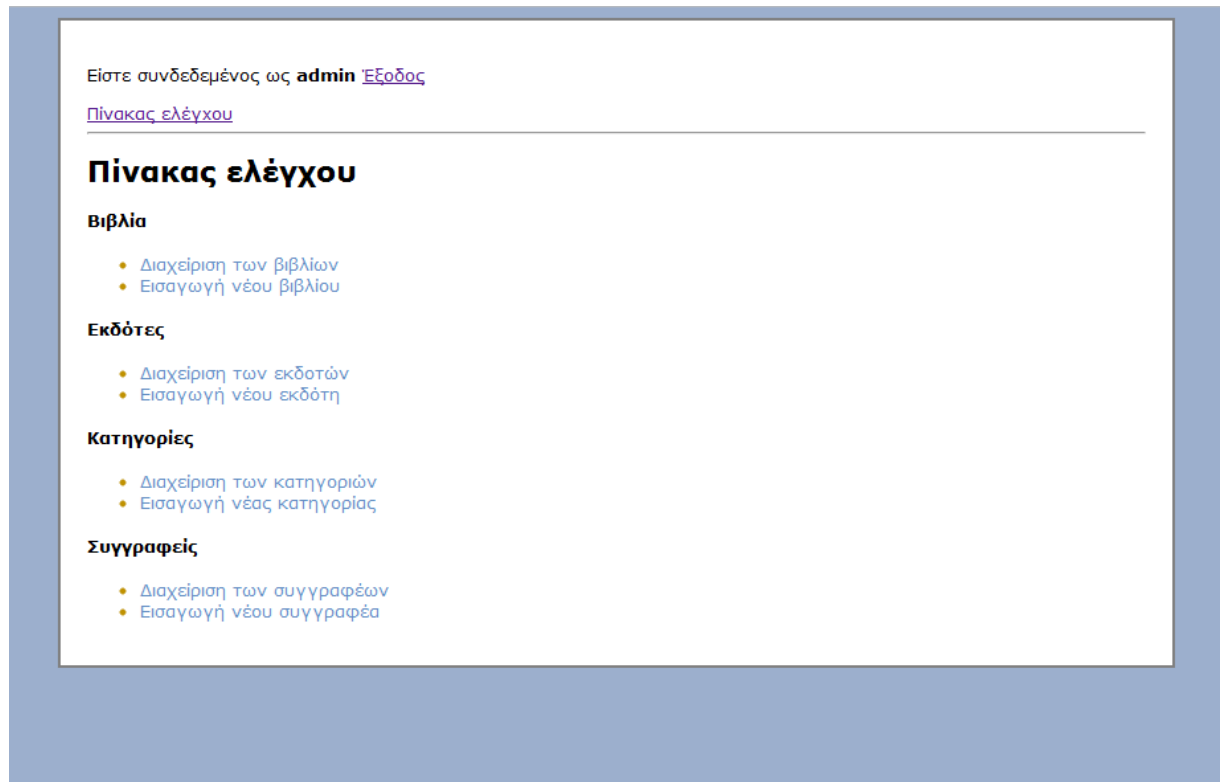 Είστε συνδεδεμένος ως admin Έξοδος
Πίνακας ελέγχου
Πίνακας ελέγχου
Βιβλία
Διαχείριση των βιβλίων
Εισαγωγή νέου βιβλίου
Εκδότες
Διαχείριση των εκδοτών
Εισαγωγή νέου εκδότη
Κατηγορίες
Διαχείριση των κατηγοριών
Εισαγωγή νέας κατηγορίας
Συγγραφείς
Διαχείριση των συγγραφέων
Εισαγωγή νέου συγγραφέα